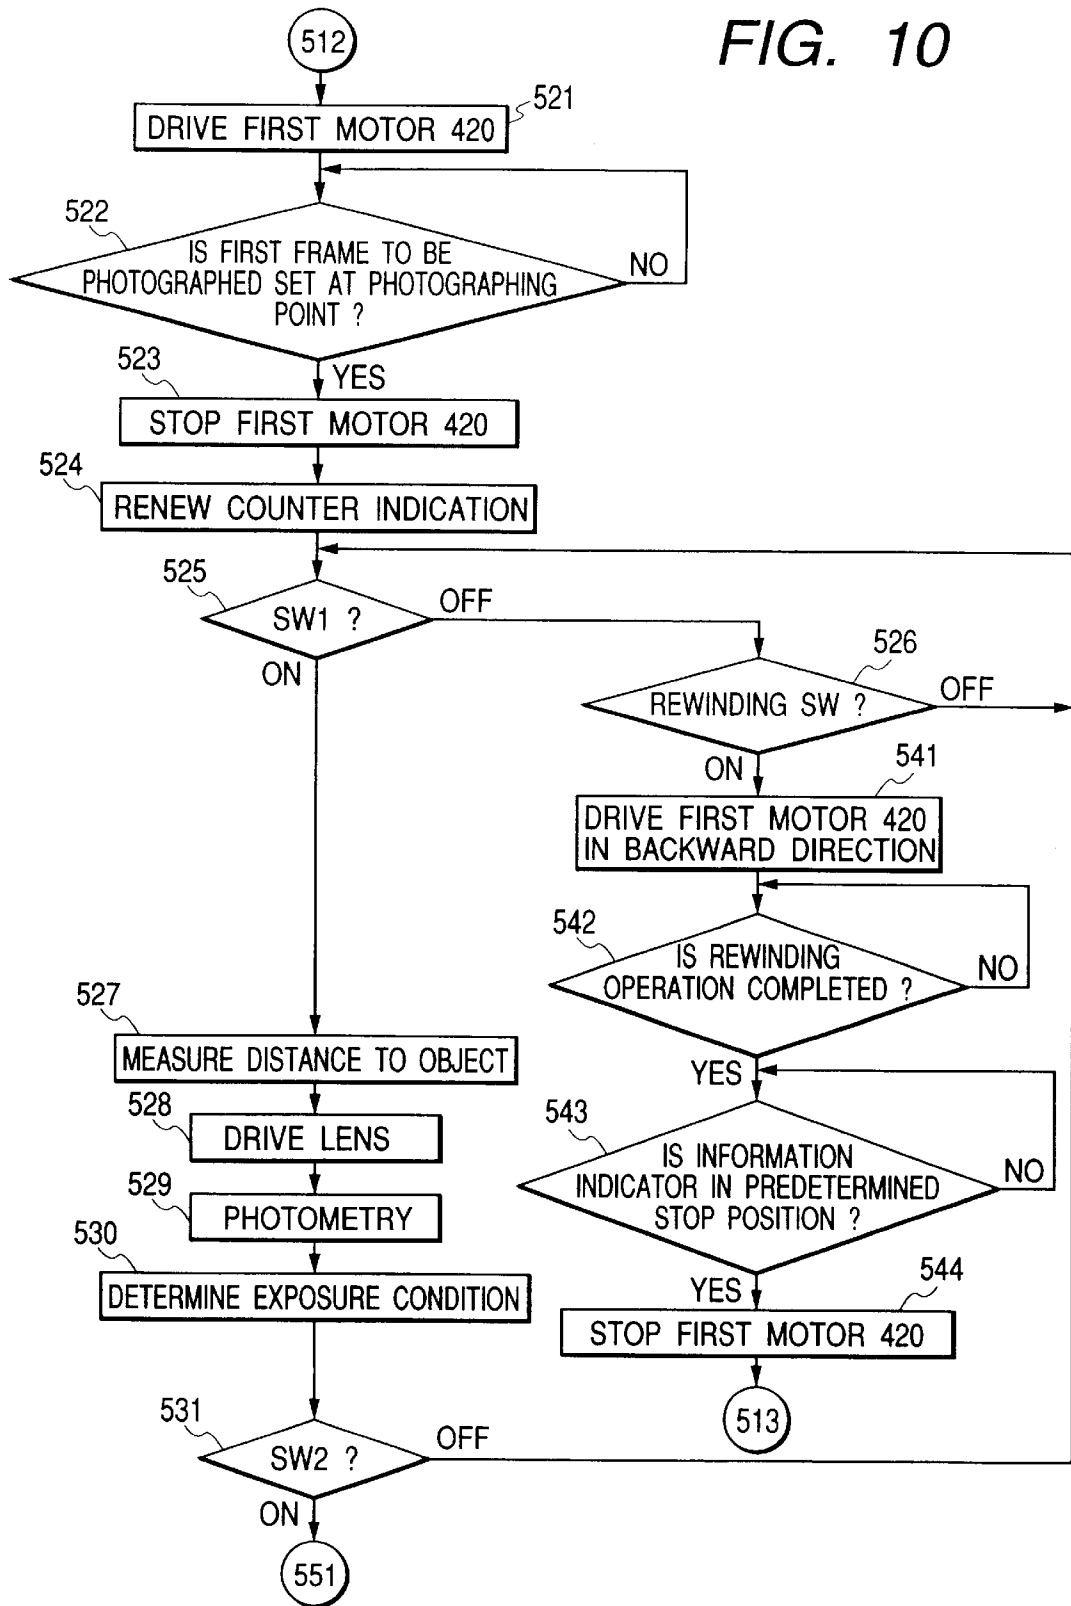 FIG. 10
512
521
DRIVE FIRST MOTOR 420
522
IS FIRST FRAME TO BE
PHOTOGRAPHED SET AT PHOTOGRAPHING
POINT ?
NO
YES
523
STOP FIRST MOTOR 420
524
RENEW COUNTER INDICATION
525
SW1 ?
OFF
ON
526
REWINDING SW ?
OFF
ON
541
DRIVE FIRST MOTOR 420
IN BACKWARD DIRECTION
542
IS REWINDING
OPERATION COMPLETED ?
NO
YES
543
IS INFORMATION
INDICATOR IN PREDETERMINED
STOP POSITION ?
NO
YES
544
STOP FIRST MOTOR 420
513
527
MEASURE DISTANCE TO OBJECT
528
DRIVE LENS
529
PHOTOMETRY
530
DETERMINE EXPOSURE CONDITION
531
SW2 ?
OFF
ON
551